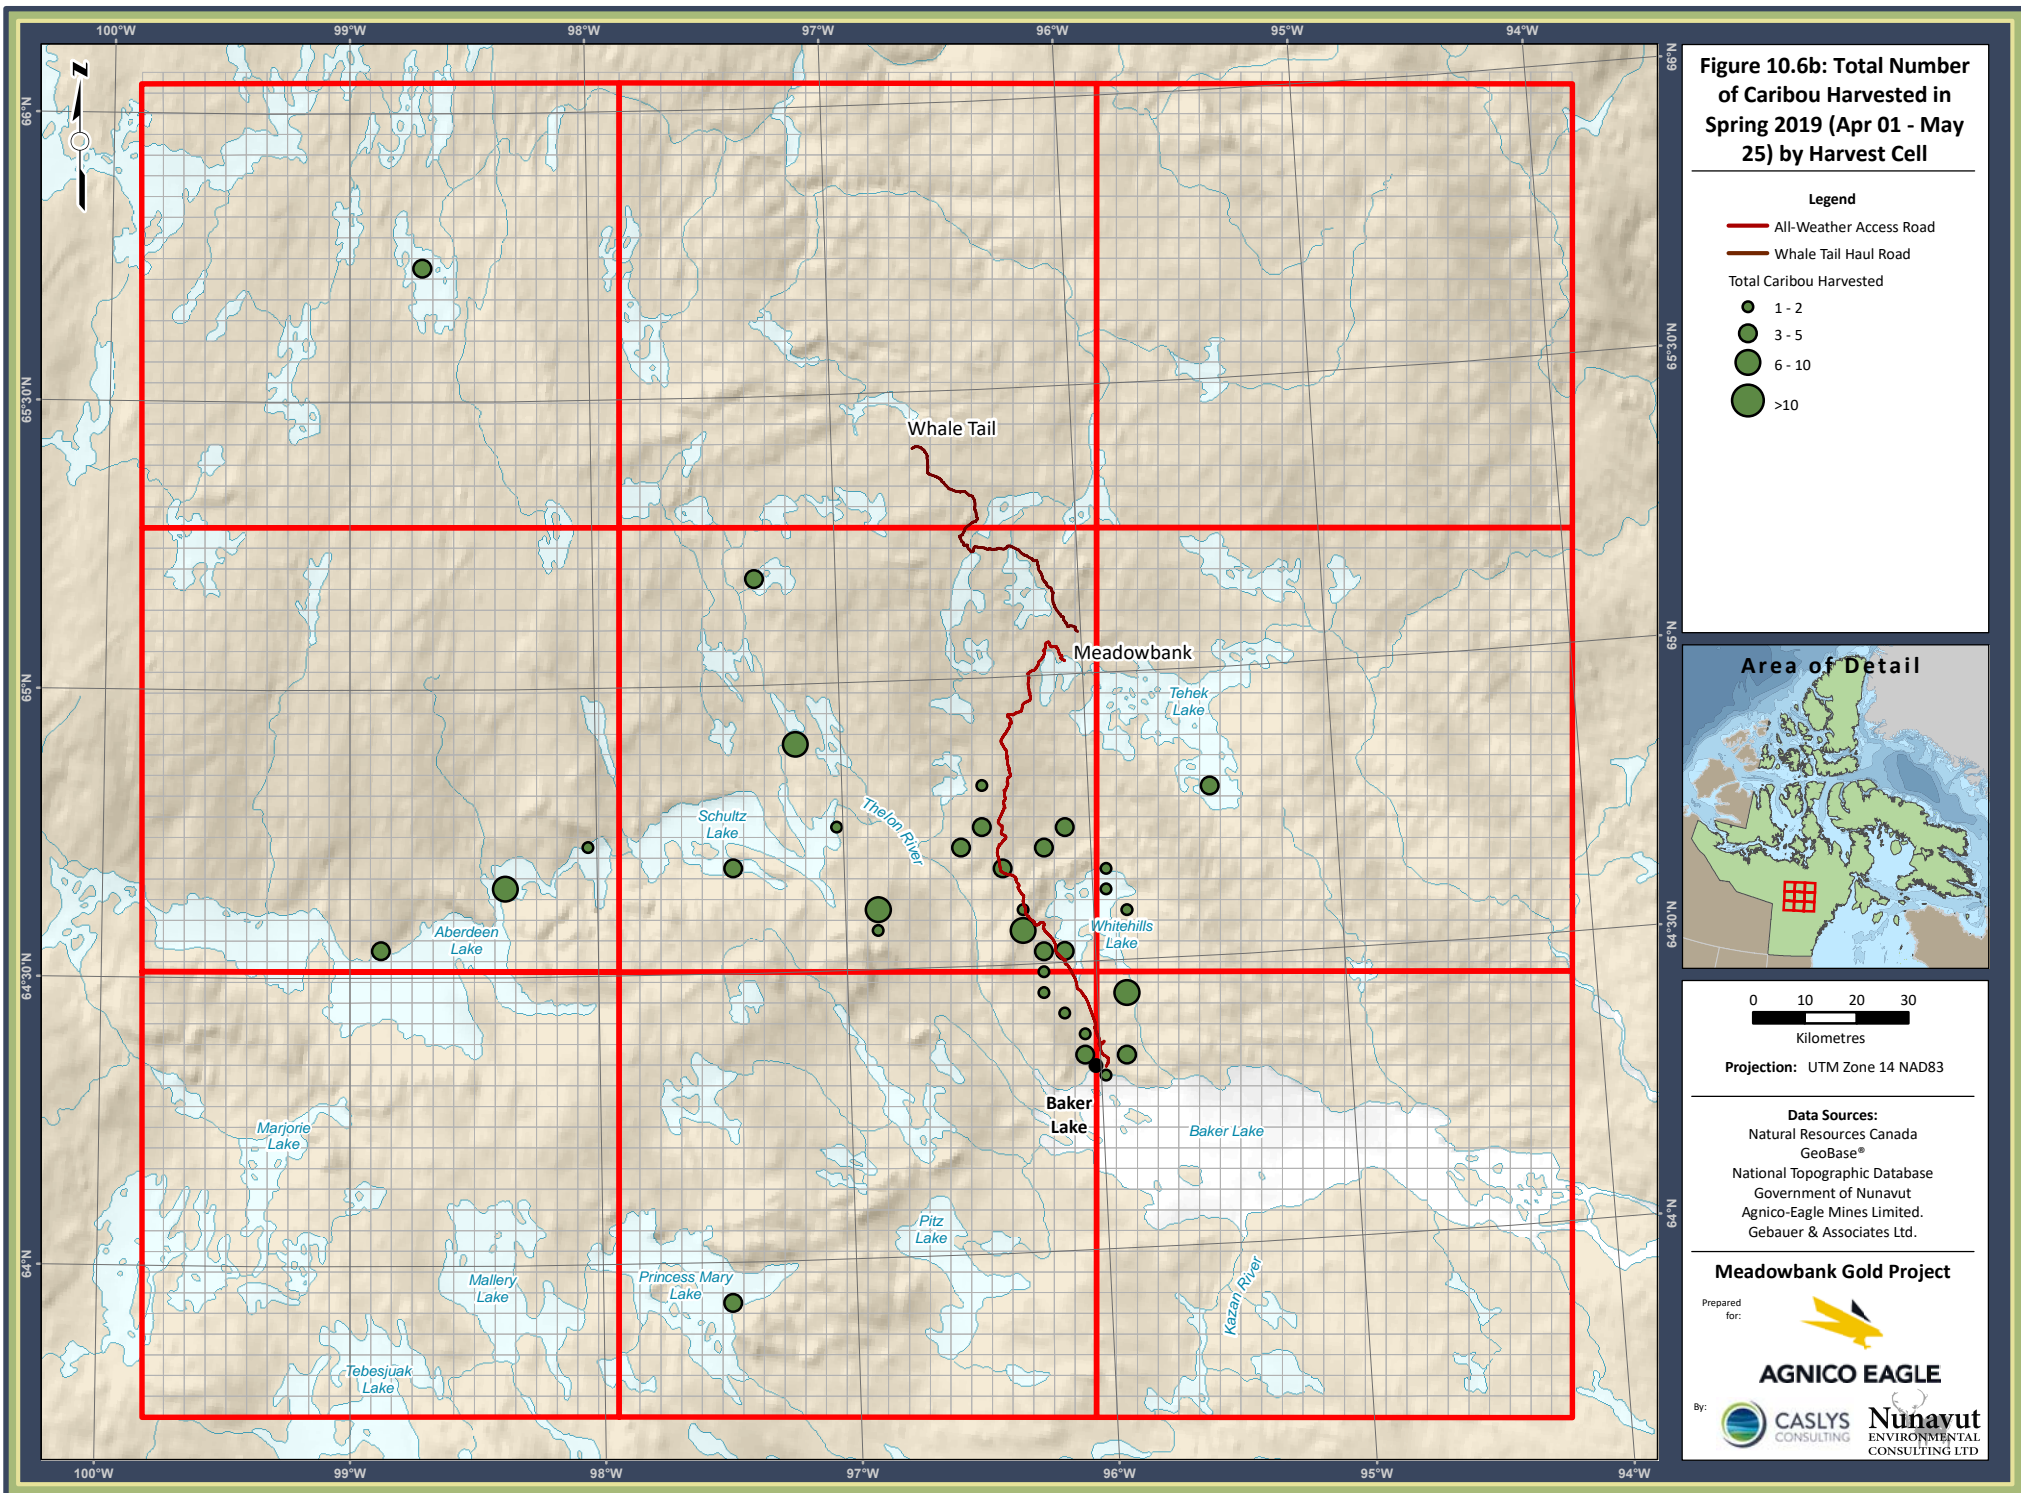 100°W
99°W
98°W
97°W
96°W
95°W
94°W
66°N
65°30'N
65°N
64°30'N
64°N
66°N
65°30'N
65°N
64°30'N
64°N
100°W
99°W
98°W
97°W
96°W
95°W
94°W
N
Whale Tail
Meadowbank
Tehek
Lake
Schultz
Lake
Thelon River
Aberdeen
Lake
Whitehills
Lake
Baker
Lake
Baker Lake
Marjorie
Lake
Pitz
Lake
Mallery
Lake
Princess Mary
Lake
Kazan River
Tebesjuak
Lake
Figure 10.6b: Total Number
of Caribou Harvested in
Spring 2019 (Apr 01 - May
25) by Harvest Cell
Legend
All-Weather Access Road
Whale Tail Haul Road
Total Caribou Harvested
1 - 2
3 - 5
6 - 10
>10
Area of Detail
0 10 20 30
Kilometres
Projection: UTM Zone 14 NAD83
Data Sources:
Natural Resources Canada
GeoBase®
National Topographic Database
Government of Nunavut
Agnico-Eagle Mines Limited.
Gebauer & Associates Ltd.
Meadowbank Gold Project
Prepared
for:
AGNICO EAGLE
By:
CASLYS
CONSULTING
Nunavut
ENVIRONMENTAL
CONSULTING LTD